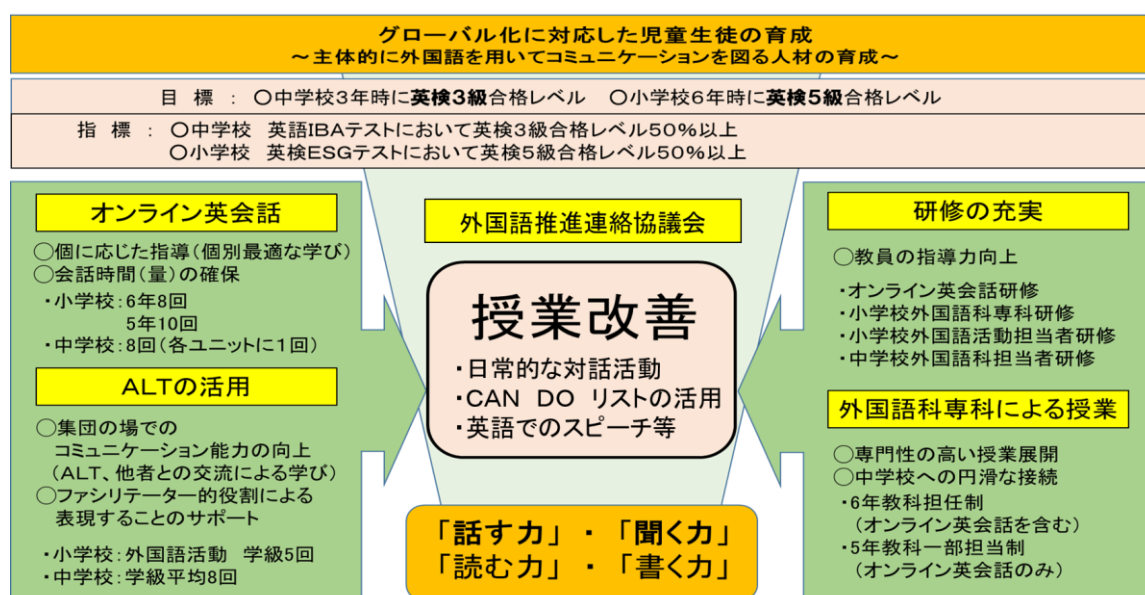 グローバル化に対応した児童生徒の育成
～主体的に外国語を用いてコミュニケーションを図る人材の育成～
目 標 ： ○中学校３年時に英検３級合格レベル ○小学校６年時に英検５級合格レベル
指 標 ： ○中学校 英語IBAテストにおいて英検３級合格レベル５０％以上
○小学校 英検ESGテストにおいて英検５級合格レベル５０％以上
オンライン英会話
○個に応じた指導（個別最適な学び）
○会話時間（量）の確保
・小学校：６年８回
５年１０回
・中学校：８回（各ユニットに１回）
ALTの活用
○集団の場での
コミュニケーション能力の向上
（ALT、他者との交流による学び）
○ファシリテーター的役割による
表現することのサポート
・小学校：外国語活動 学級５回
・中学校：学級平均８回
外国語推進連絡協議会
授業改善
・日常的な対話活動
・CAN DO リストの活用
・英語でのスピーチ等
「話す力」・「聞く力」
「読む力」・「書く力」
研修の充実
○教員の指導力向上
・オンライン英会話研修
・小学校外国語科専科研修
・小学校外国語活動担当者研修
・中学校外国語科担当者研修
外国語科専科による授業
○専門性の高い授業展開
○中学校への円滑な接続
・６年教科担任制
（オンライン英会話を含む）
・５年教科一部担当制
（オンライン英会話のみ）